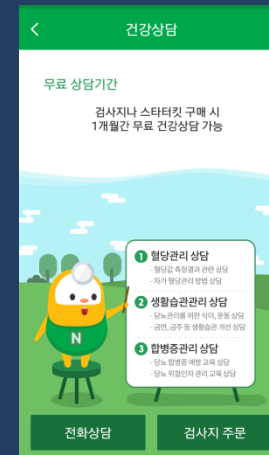 건강상담
무료 상담기간
검사지나 스타터킷 구매 시
1개월간 무료 건강상담 가능
1 혈당관리 상담
- 혈당값 측정결과 관련 상담
- 자가 혈당관리 방법 상담
2 생활습관관리 상담
- 당뇨관리를 위한 식이, 운동 상담
- 금연, 금주 등 생활습관 개선 상담
3 합병증관리 상담
- 당뇨 합병증 예방 교육 상담
- 당뇨 위험인자 관리 교육 상담
N
전화상담
검사지 주문